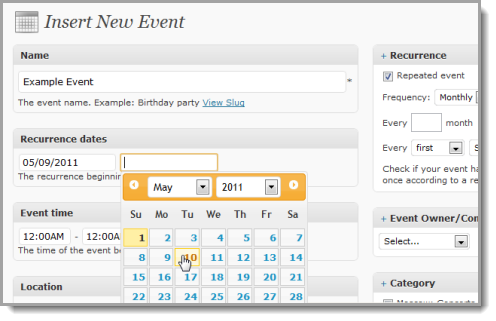 Insert New Event
Name
Example Event
*
The event name. Example: Birthday party View Slug
Recurrence dates
05/09/2011
The recurrence beginnin
May 2011
Su Mo Tu We Th Fr Sa
1 2 3 4 5 6 7
8 9 10 11 12 13 14
15 16 17 18 19 20 21
22 23 24 25 26 27 28
Event time
12:00AM - 12:00A
The time of the event b
Location
+ Recurrence
Repeated event
Frequency: Monthly
Every month
Every first S
Check if your event ha
once according to a re
+ Event Owner/Con
Select...
+ Category